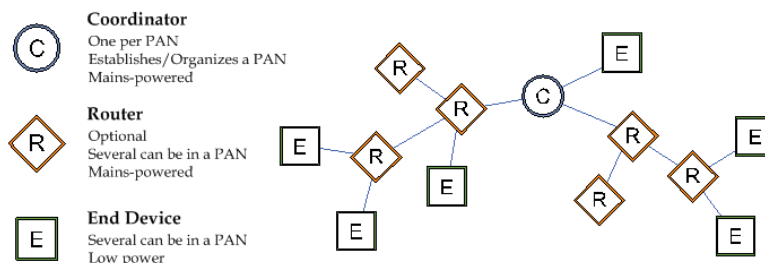 Coordinator
C
One per PAN
Establishes/Organizes a PAN
Mains-powered
Router
R
Optional
Several can be in a PAN
Mains-powered
End Device
E
Several can be in a PAN
Low power
E
R
R
C
E
R
E
R
E
E
R
R
E
E